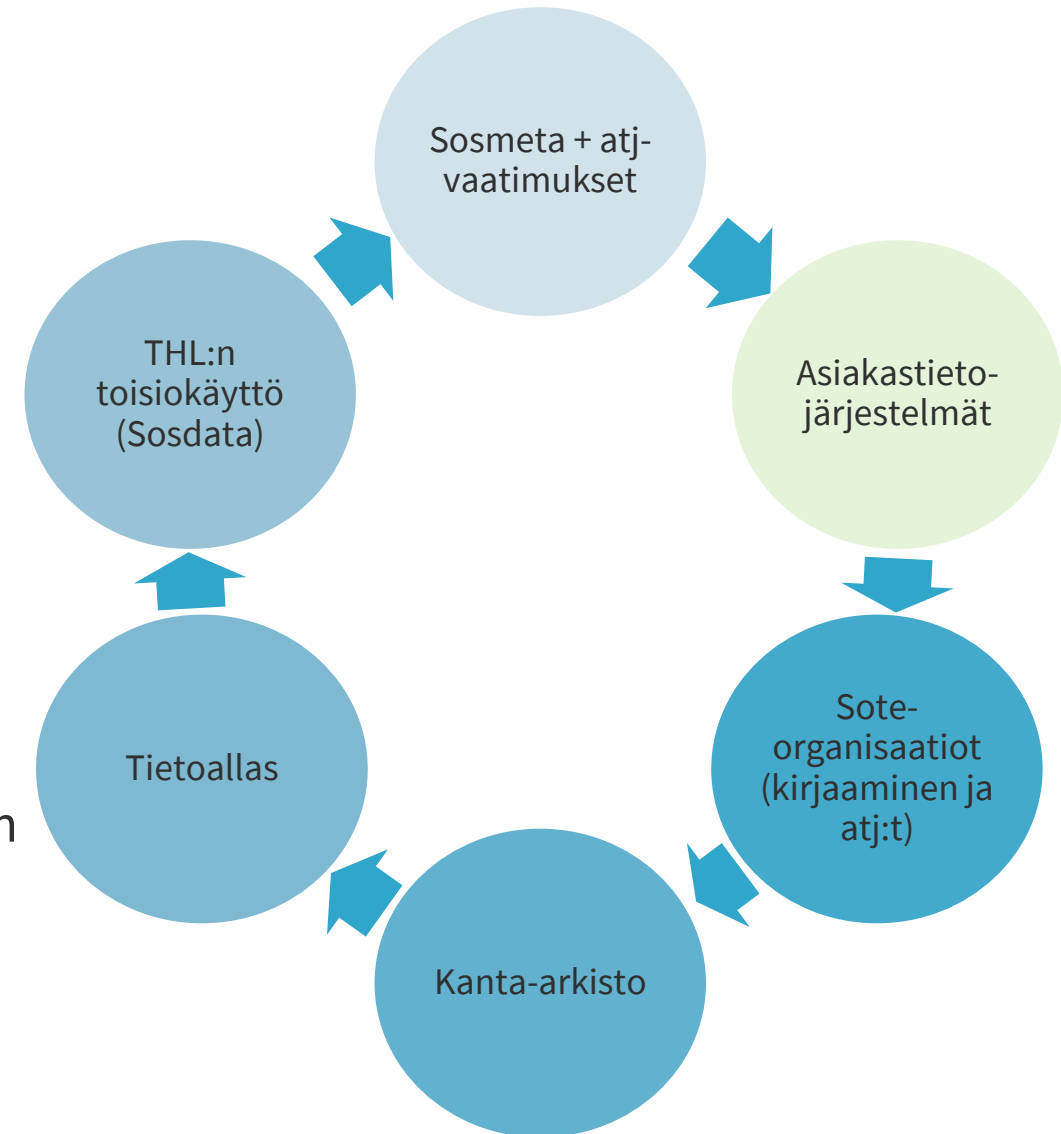 Sosmeta + atj-
vaatimukset
Asiakastieto-
järjestelmät
Sote-
organisaatiot
(kirjaaminen ja
atj:t)
Kanta-arkisto
Tietoallas
THL:n
toisiokäyttö
(Sosdata)
n